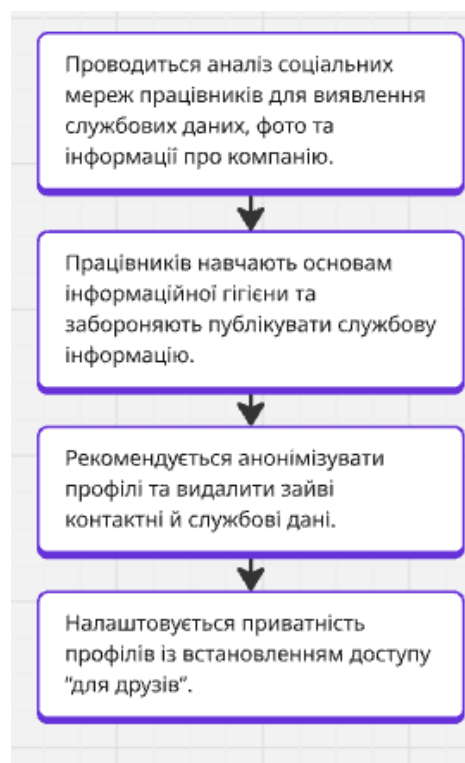 Проводиться аналіз соціальних
мереж працівників для виявлення
службових даних, фото та
інформації про компанію.
Працівників навчають основам
інформаційної гігієни та
забороняють публікувати службову
інформацію.
Рекомендується анонімізувати
профілі та видалити зайві
контактні й службові дані.
Налаштовується приватність
профілів із встановленням доступу
“для друзів”.